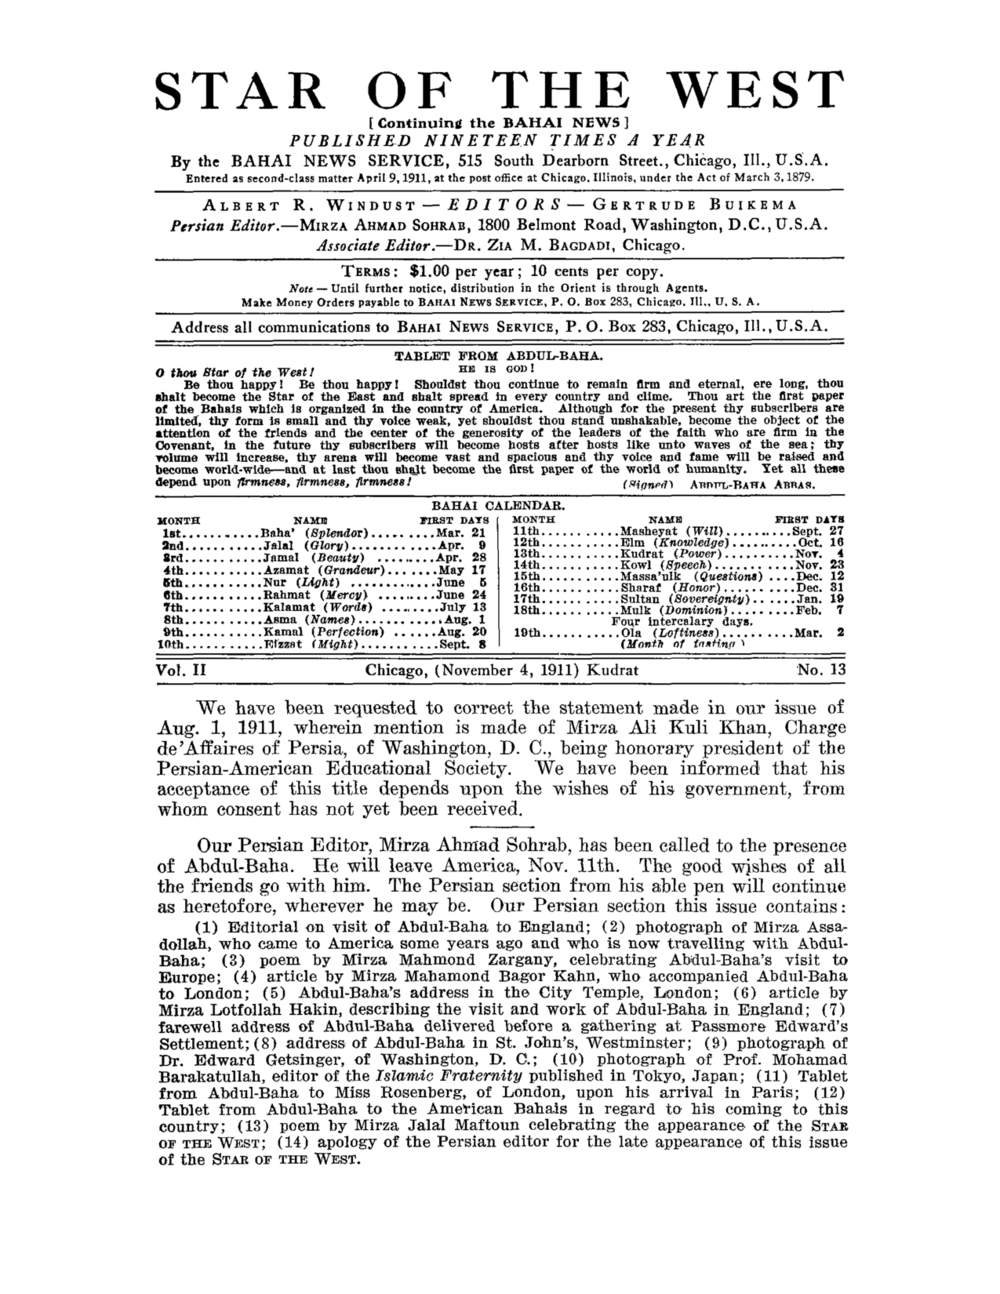 STAR OF THE WEST
[Continuing the BAHAI NEWS]
PUBLISHED NINETEEN TIMES A YEAR
By the BAHAI NEWS SERVICE, 515 South Dearborn Street., Chicago, Ill., U.S.A.
Entered as second-class matter April 9, 1911, at the post office at Chicago, Illinois, under the Act of March 3, 1879.
ALBERT R. WINDUST — EDITORS — GERTRUDE BUIKEMA
Persian Editor.—MIRZA AHMAD SOHRAB, 1800 Belmont Road, Washington, D.C., U.S.A.
Associate Editor.—DR. ZIA M. BAGDADI, Chicago.
TERMS: $1.00 per year; 10 cents per copy.
Note — Until further notice, distribution in the Orient is through Agents.
Make Money Orders payable to BAHAI NEWS SERVICE, P. O. Box 283, Chicago, Ill., U. S. A.
Address all communications to BAHAI NEWS SERVICE, P. O. Box 283, Chicago, Ill., U.S.A.
TABLET FROM ABDUL-BAHA.
HE IS GOD!
O thou Star of the West!
Be thou happy! Be thou happy! Shouldst thou continue to remain firm and eternal, ere long, thou
shalt become the Star of the East and shalt spread in every country and clime. Thou art the first paper
of the Bahais which is organized in the country of America. Although for the present thy subscribers are
limited, thy form is small and thy voice weak, yet shouldst thou stand unshakable, become the object of the
attention of the friends and the center of the generosity of the leaders of the faith who are firm in the
Covenant, in the future thy subscribers will become hosts after hosts like unto waves of the sea; thy
volume will increase, thy arena will become vast and spacious and thy voice and fame will be raised and
become world-wide—and at last thou shalt become the first paper of the world of humanity. Yet all these
depend upon firmness, firmness, firmness! (Signed) ABDUL-BAHA ABBAS.
BAHAI CALENDAR.
MONTH NAME FIRST DAYS
1st...........Baha' (Splendor).........Mar. 21
2nd...........Jalal (Glory)............Apr. 9
3rd...........Jamal (Beauty) .........Apr. 28
4th...........Azamat (Grandeur).......May 17
5th...........Nur (Light) ............June 5
6th...........Rahmat (Mercy) ........June 24
7th...........Kalamat (Words) ........July 13
8th...........Asma (Names)............Aug. 1
9th...........Kamal (Perfection) ......Aug. 20
10th...........Eizzat (Might)...........Sept. 8
MONTH NAME FIRST DAYS
11th...........Masheyat (Will)..........Sept. 27
12th...........Elm (Knowledge)..........Oct. 16
13th...........Kudrat (Power)..........Nov. 4
14th...........Kowl (Speech)...........Nov. 23
15th...........Massa'ulk (Questions) ....Dec. 12
16th...........Sharaf (Honor)..........Dec. 31
17th...........Sultan (Sovereignty)......Jan. 19
18th...........Mulk (Dominion).........Feb. 7
Four intercalary days.
19th...........Ola (Loftiness)..........Mar. 2
(Month of fasting)
Vol. II Chicago, (November 4, 1911) Kudrat No. 13
We have been requested to correct the statement made in our issue of
Aug. 1, 1911, wherein mention is made of Mirza Ali Kuli Khan, Charge
de'Affaires of Persia, of Washington, D. C., being honorary president of the
Persian-American Educational Society. We have been informed that his
acceptance of this title depends upon the wishes of his government, from
whom consent has not yet been received.
Our Persian Editor, Mirza Ahmad Sohrab, has been called to the presence
of Abdul-Baha. He will leave America, Nov. 11th. The good wishes of all
the friends go with him. The Persian section from his able pen will continue
as heretofore, wherever he may be. Our Persian section this issue contains:
(1) Editorial on visit of Abdul-Baha to England; (2) photograph of Mirza Assa-
dollah, who came to America some years ago and who is now travelling with Abdul-
Baha; (3) poem by Mirza Mahmond Zargany, celebrating Abdul-Baha's visit to
Europe; (4) article by Mirza Mahamond Bagor Kahn, who accompanied Abdul-Baha
to London; (5) Abdul-Baha's address in the City Temple, London; (6) article by
Mirza Lotfollah Hakin, describing the visit and work of Abdul-Baha in England; (7)
farewell address of Abdul-Baha delivered before a gathering at Passmore Edward's
Settlement; (8) address of Abdul-Baha in St. John's, Westminster; (9) photograph of
Dr. Edward Getsinger, of Washington, D. C.; (10) photograph of Prof. Mohamad
Barakatullah, editor of the Islamic Fraternity published in Tokyo, Japan; (11) Tablet
from Abdul-Baha to Miss Rosenberg, of London, upon his arrival in Paris; (12)
Tablet from Abdul-Baha to the American Bahais in regard to his coming to this
country; (13) poem by Mirza Jalal Maftoun celebrating the appearance of the STAR
OF THE WEST; (14) apology of the Persian editor for the late appearance of this issue
of the STAR OF THE WEST.